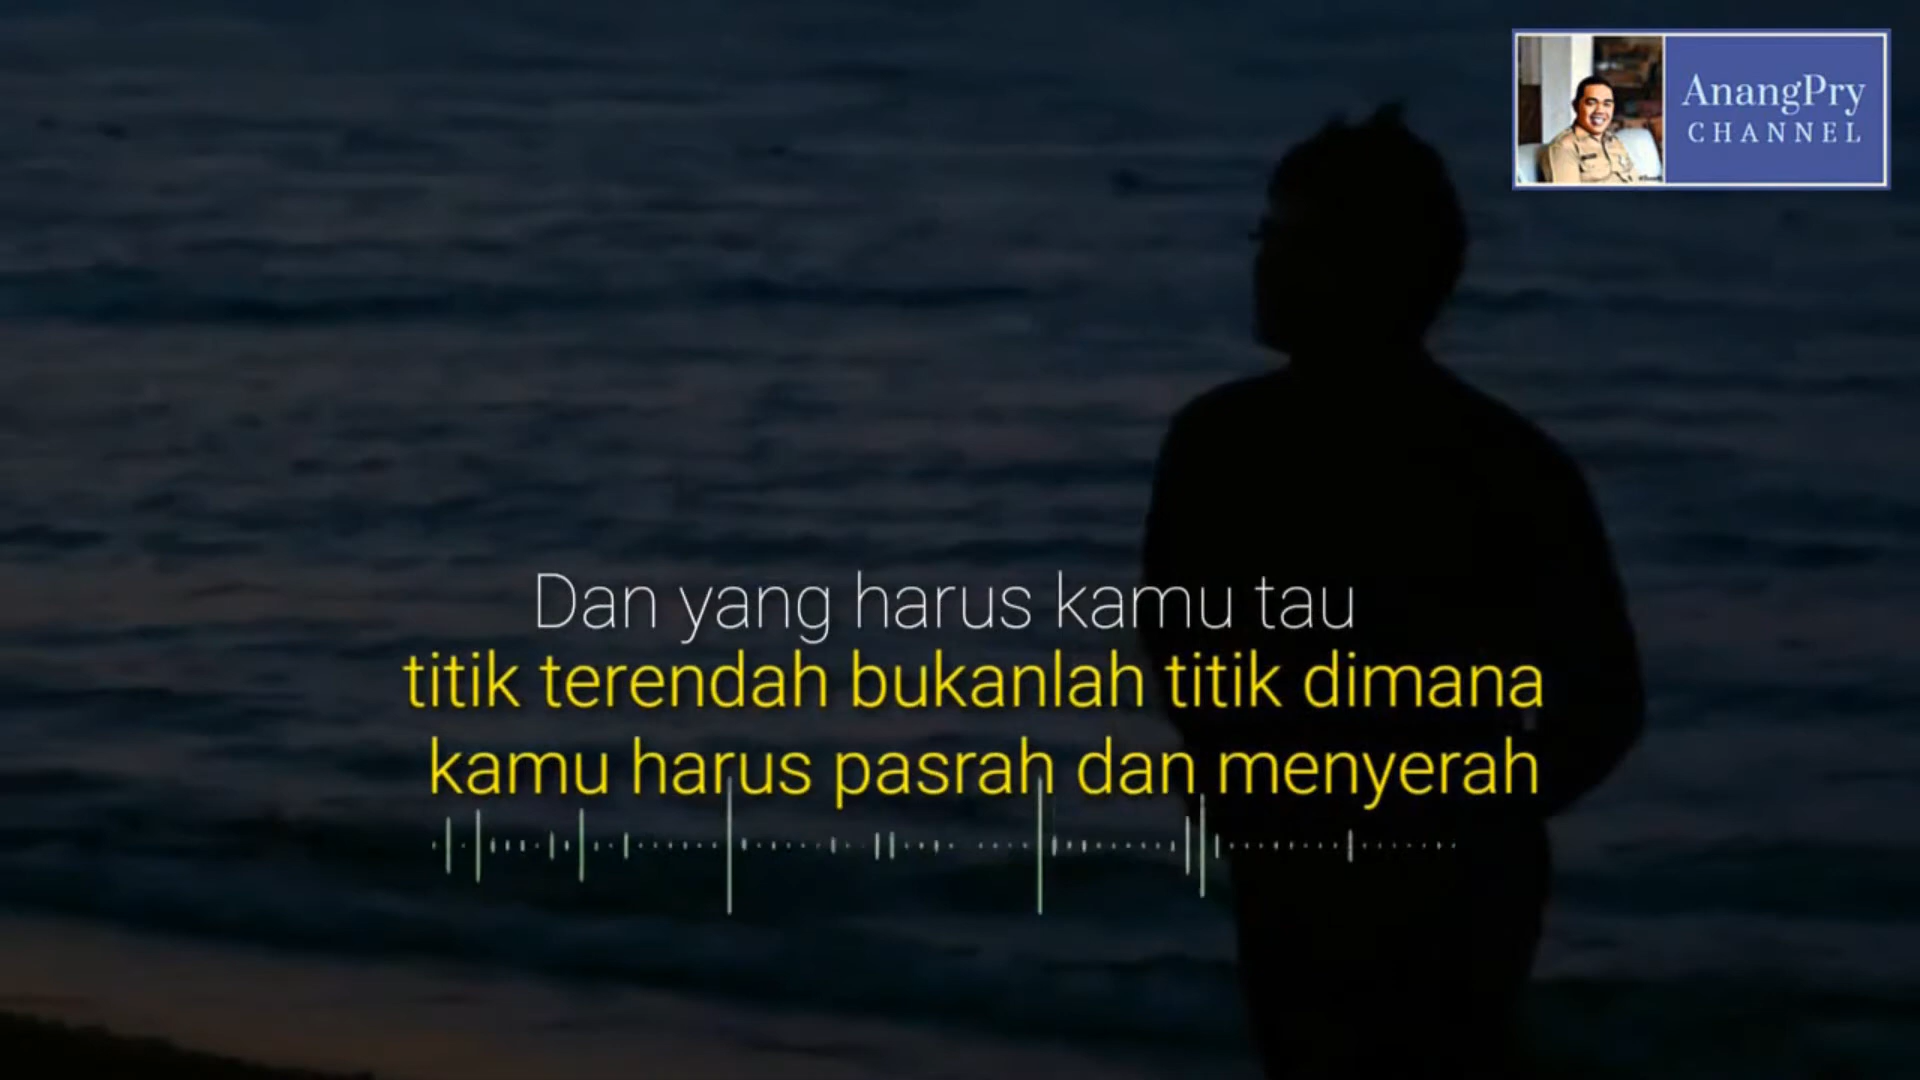 AnangPry
CHANNEL
Dan yang harus kamu tau
titik terendah bukanlah titik dimana
kamu harus pasrah dan menyerah